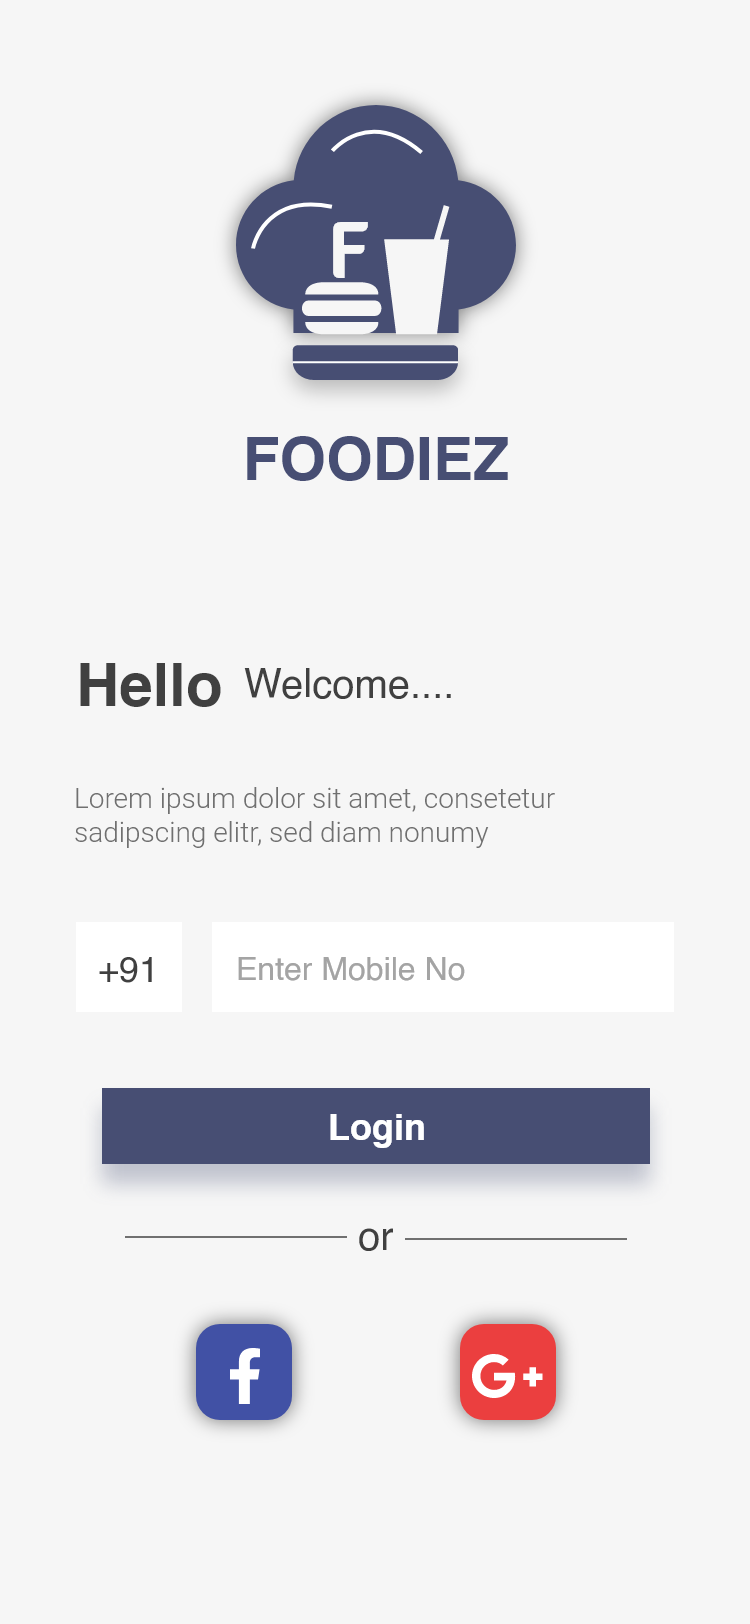 F
FOODIEZ
Hello Welcome....
Lorem ipsum dolor sit amet, consetetur
sadipscing elitr, sed diam nonumy
+91 Enter Mobile No
Login
or
f G+